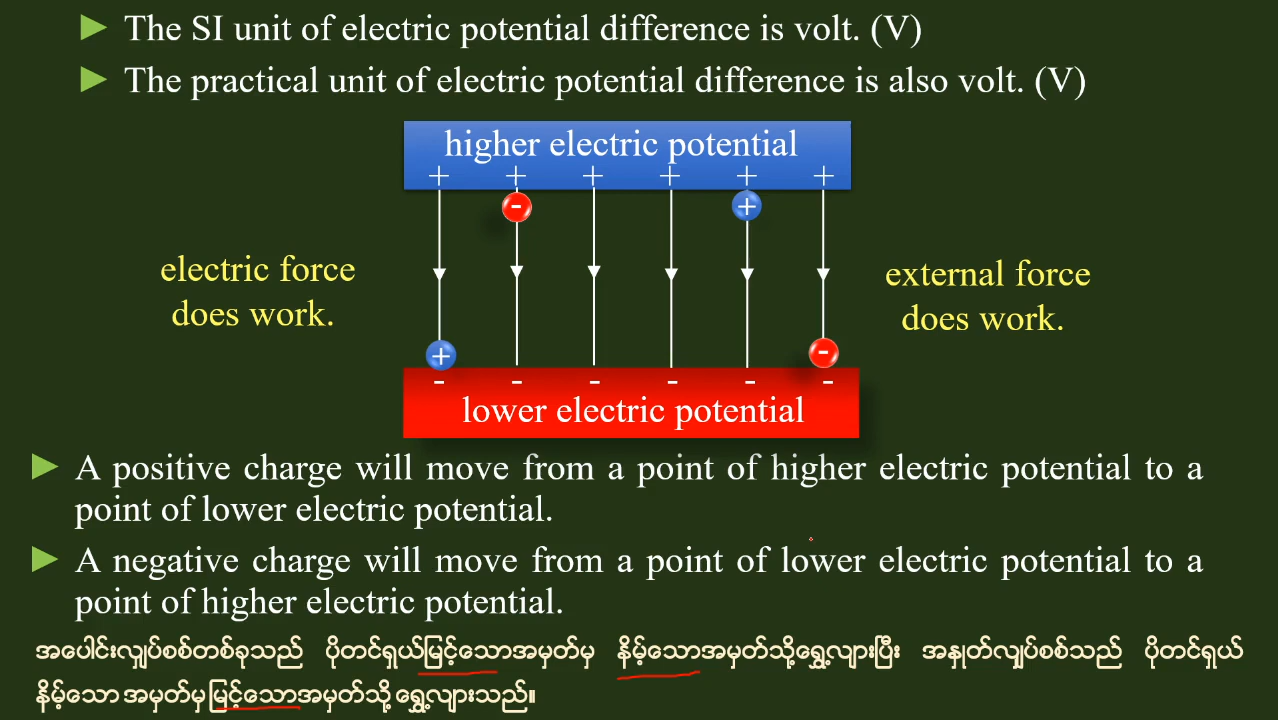 ► The SI unit of electric potential difference is volt. (V)
► The practical unit of electric potential difference is also volt. (V)
higher electric potential
+ + + + + +
- +
electric force
does work.
external force
does work.
+ -
- - - - - -
lower electric potential
► A positive charge will move from a point of higher electric potential to a
point of lower electric potential.
► A negative charge will move from a point of lower electric potential to a
point of higher electric potential.
အပေါင်းလျှပ်စစ်တစ်ခုသည် ပိုတင်ရှယ်မြင့်သောအမှတ်မှ နိမ့်သောအမှတ်သို့ရွေ့လျားပြီး အနှုတ်လျှပ်စစ်သည် ပိုတင်ရှယ်
နိမ့်သော အမှတ်မှမြင့်သောအမှတ်သို့ ရွေ့လျားသည်။